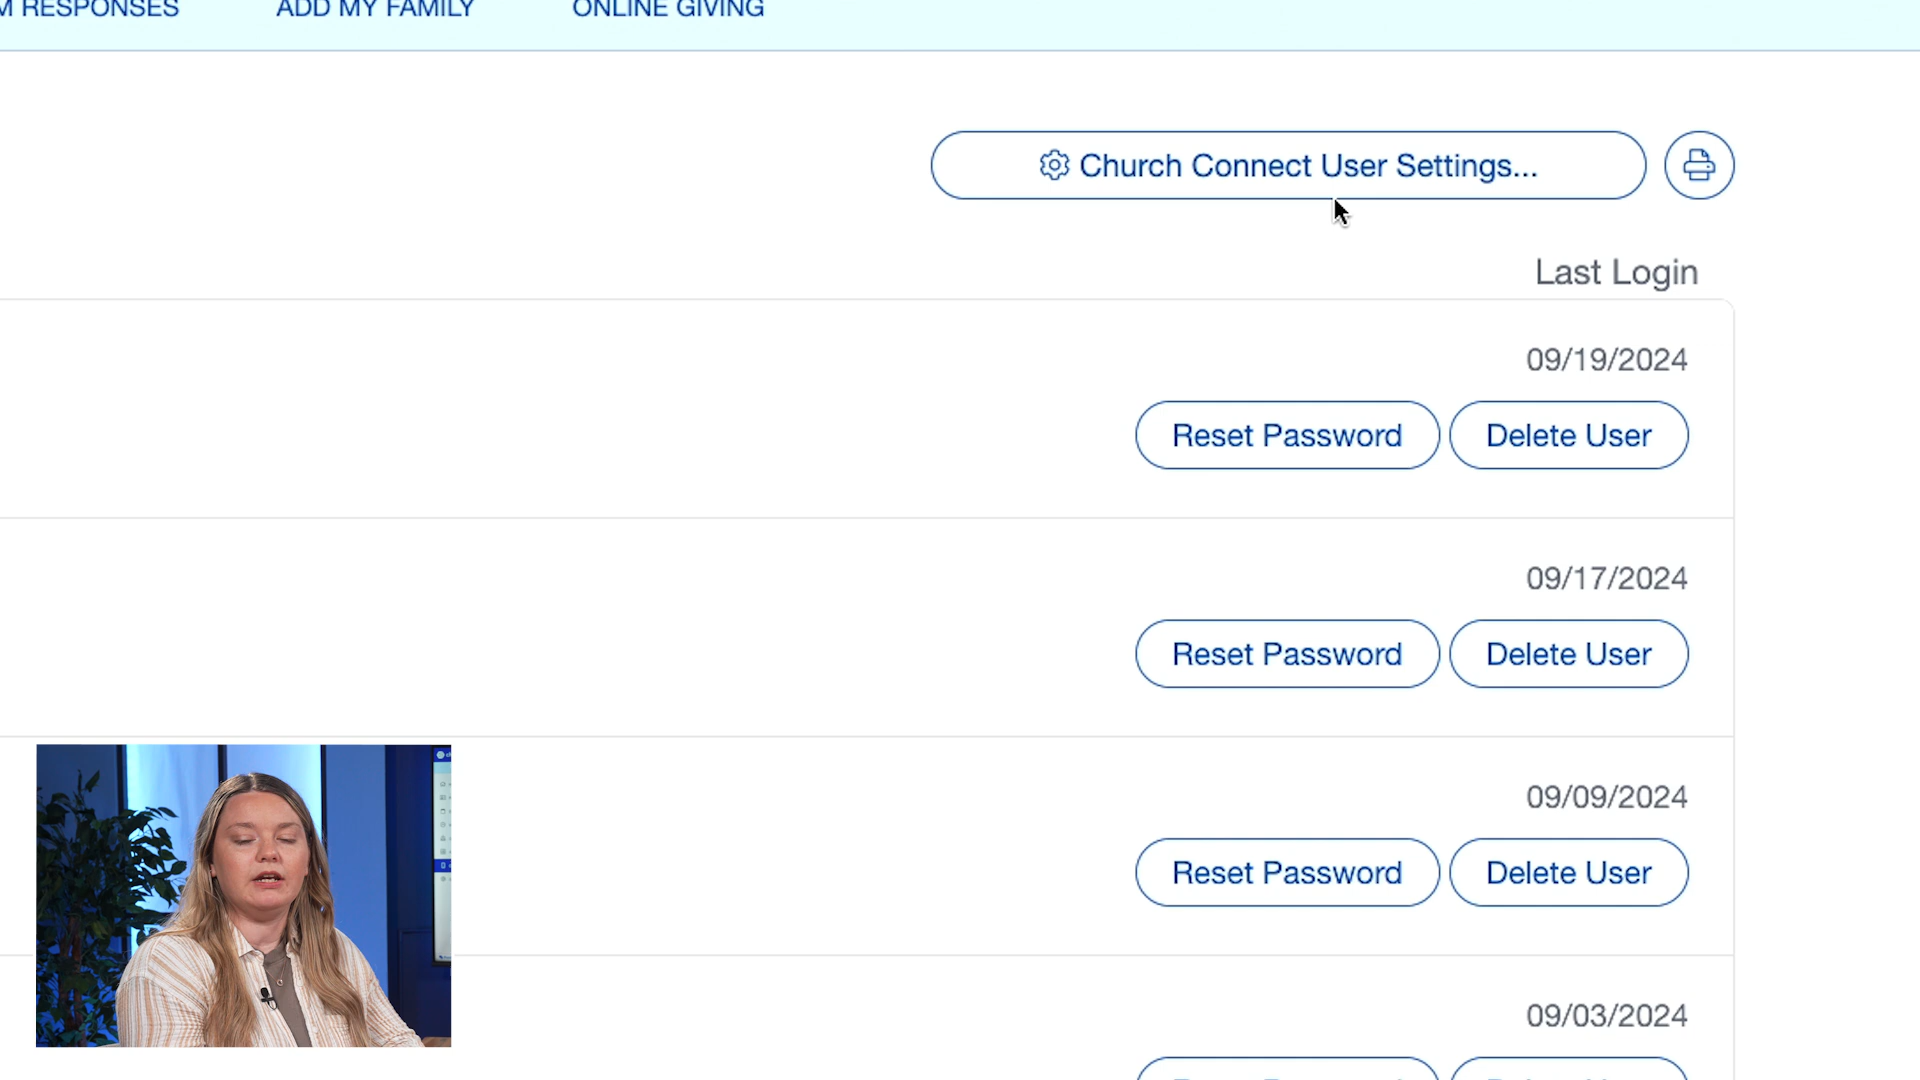 M RESPONSES ADD MY FAMILY ONLINE GIVING
Church Connect User Settings...
Last Login
09/19/2024
Reset Password Delete User
09/17/2024
Reset Password Delete User
09/09/2024
Reset Password Delete User
09/03/2024